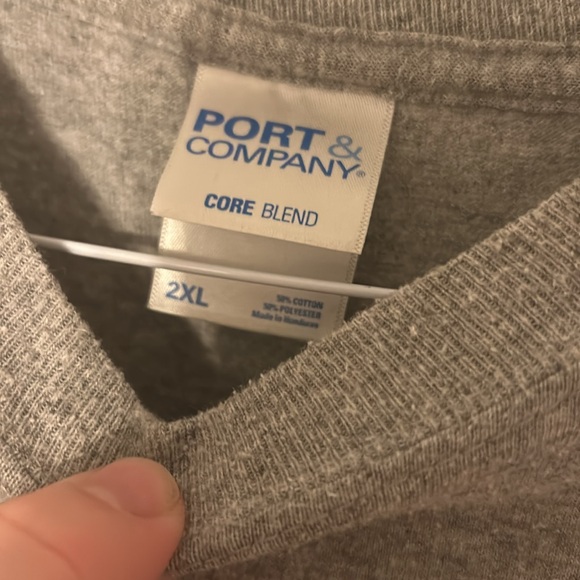 PORT &
COMPANY®
CORE BLEND
2XL
50% COTTON
50% POLYESTER
Made in Honduras